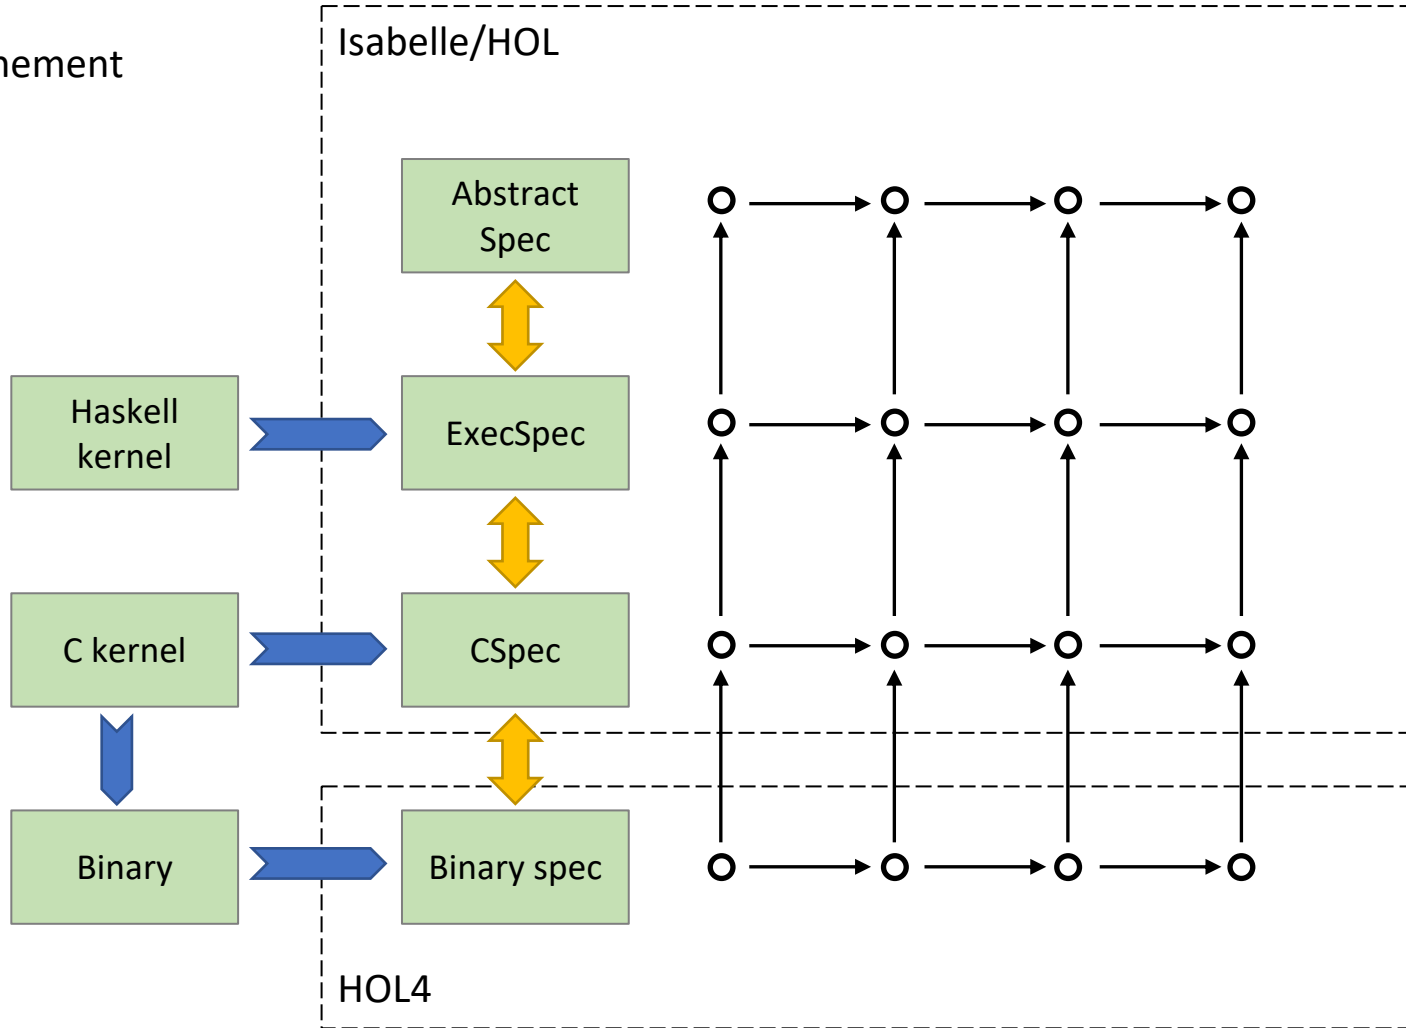 nement
Isabelle/HOL
Abstract
Spec
Haskell
kernel
ExecSpec
C kernel
CSpec
Binary
Binary spec
HOL4